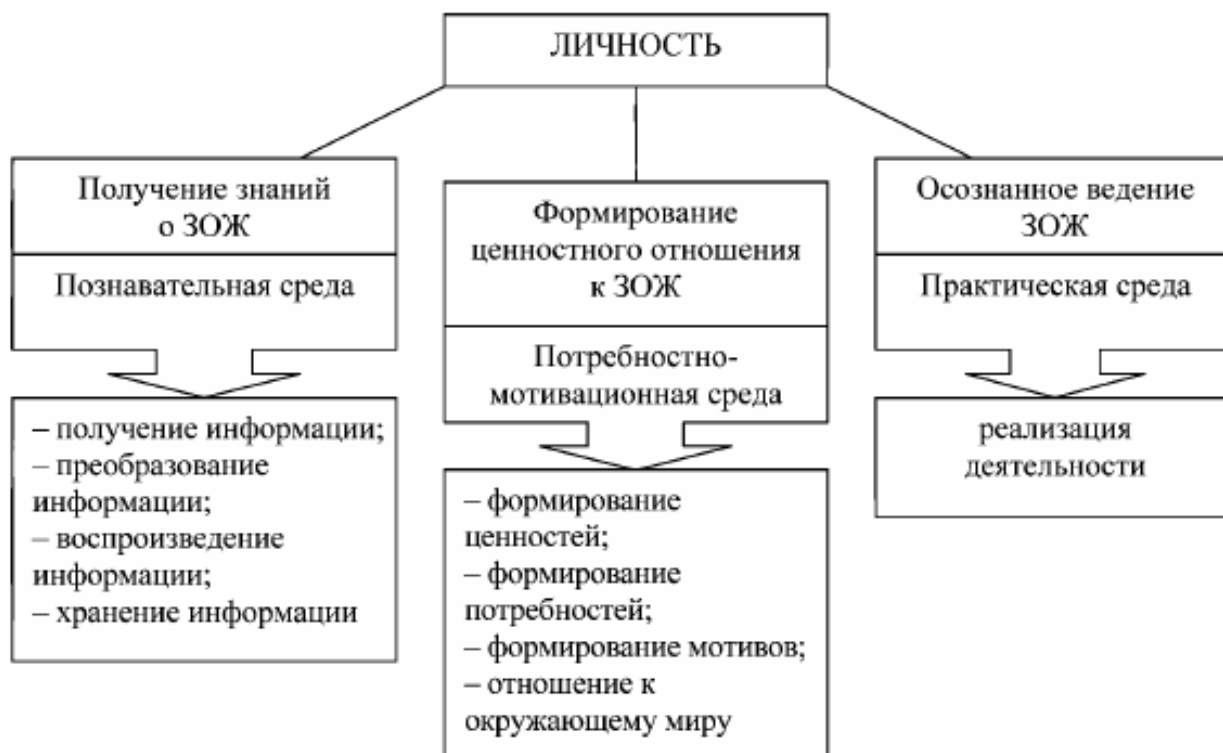 ЛИЧНОСТЬ
Получение знаний
о ЗОЖ
Познавательная среда
– получение информации;
– преобразование
информации;
– воспроизведение
информации;
– хранение информации
Формирование
ценностного отношения
к ЗОЖ
Потребностно-
мотивационная среда
– формирование
ценностей;
– формирование
потребностей;
– формирование мотивов;
– отношение к
окружающему миру
Осознанное ведение
ЗОЖ
Практическая среда
реализация
деятельности